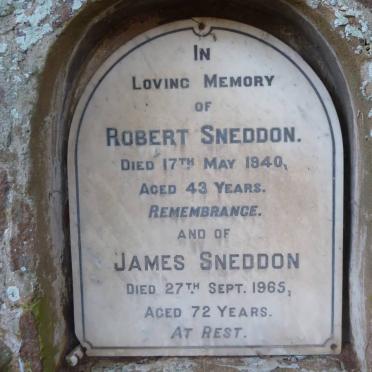 IN
LOVING MEMORY
OF
ROBERT SNEDDON.
DIED 17TH MAY 1940,
AGED 43 YEARS.
REMEMBRANCE.
AND OF
JAMES SNEDDON
DIED 27TH SEPT. 1965,
AGED 72 YEARS.
AT REST.